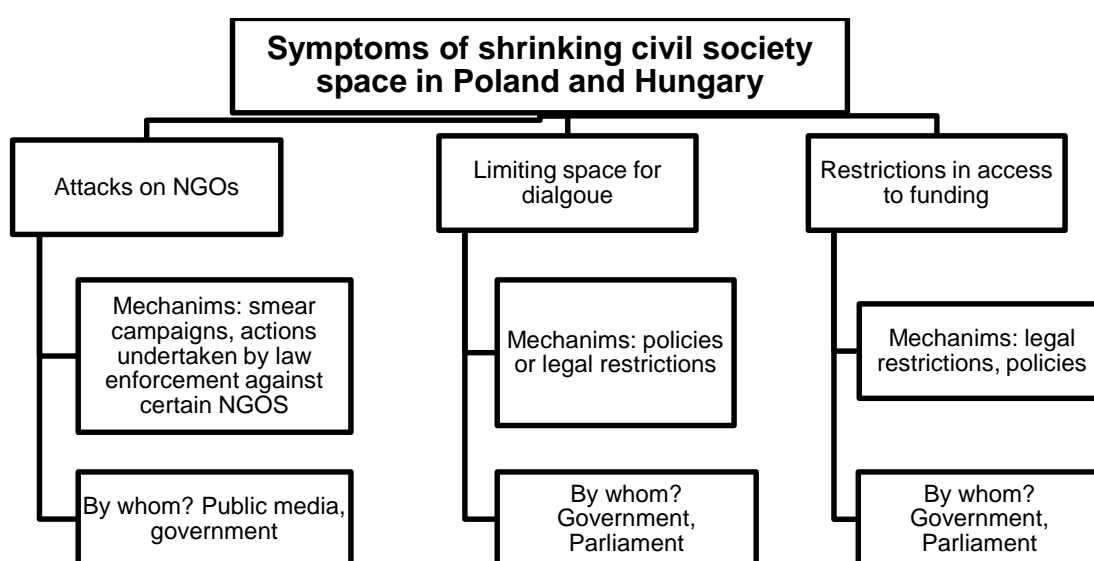 Symptoms of shrinking civil society
space in Poland and Hungary
Attacks on NGOs
Mechanims: smear
campaigns, actions
undertaken by law
enforcement against
certain NGOS
By whom? Public media,
government
Limiting space for
dialgoue
Mechanims: policies
or legal restrictions
By whom?
Government,
Parliament
Restrictions in access
to funding
Mechanims: legal
restrictions, policies
By whom?
Government,
Parliament